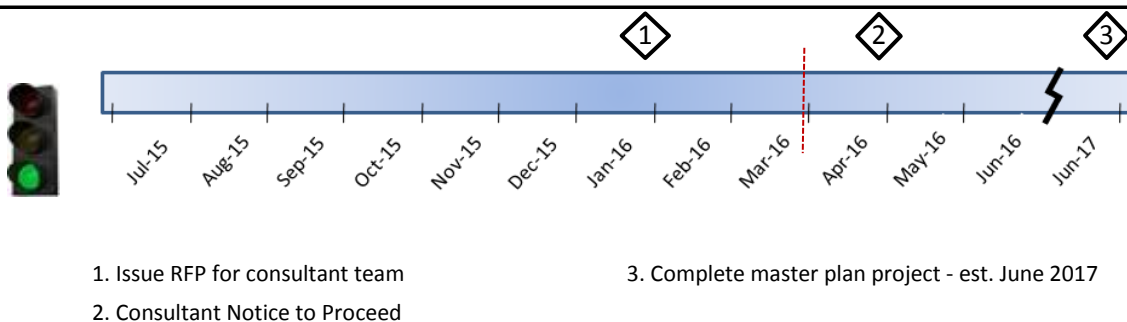 1 2 3
Jul-15 Aug-15 Sep-15 Oct-15 Nov-15 Dec-15 Jan-16 Feb-16 Mar-16 Apr-16 May-16 Jun-16 Jun-17
1. Issue RFP for consultant team
2. Consultant Notice to Proceed
3. Complete master plan project - est. June 2017